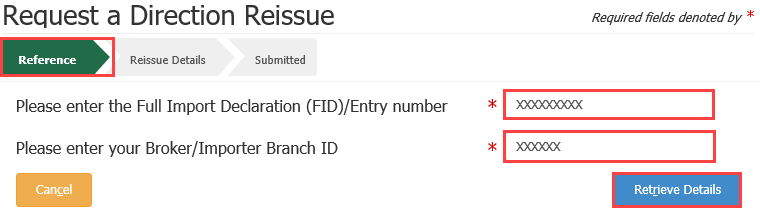 Request a Direction Reissue
Required fields denoted by *
Reference Reissue Details Submitted
Please enter the Full Import Declaration (FID)/Entry number * XXXXXXXXX
Please enter your Broker/Importer Branch ID * XXXXXX
Cancel Retrieve Details